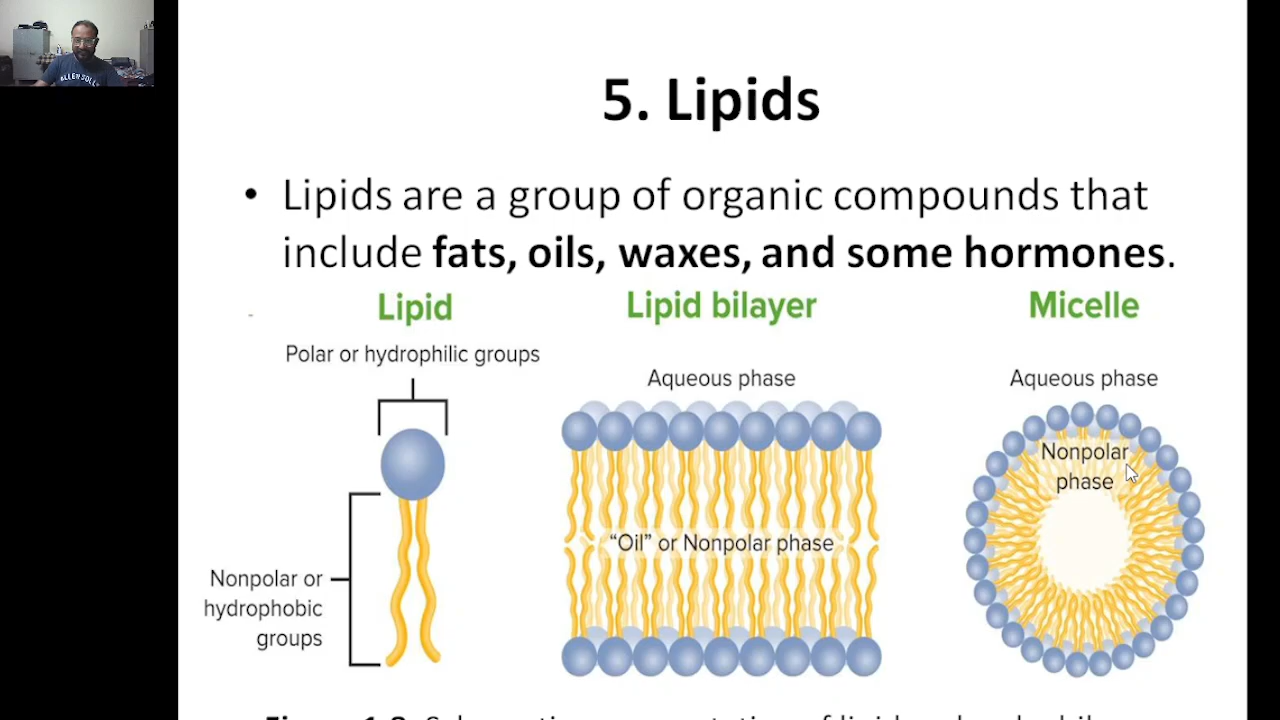 5. Lipids
• Lipids are a group of organic compounds that
include fats, oils, waxes, and some hormones.
Lipid
Polar or hydrophilic groups
Nonpolar or
hydrophobic
groups
Lipid bilayer
Aqueous phase
"Oil" or Nonpolar phase
Micelle
Aqueous phase
Nonpolar
phase